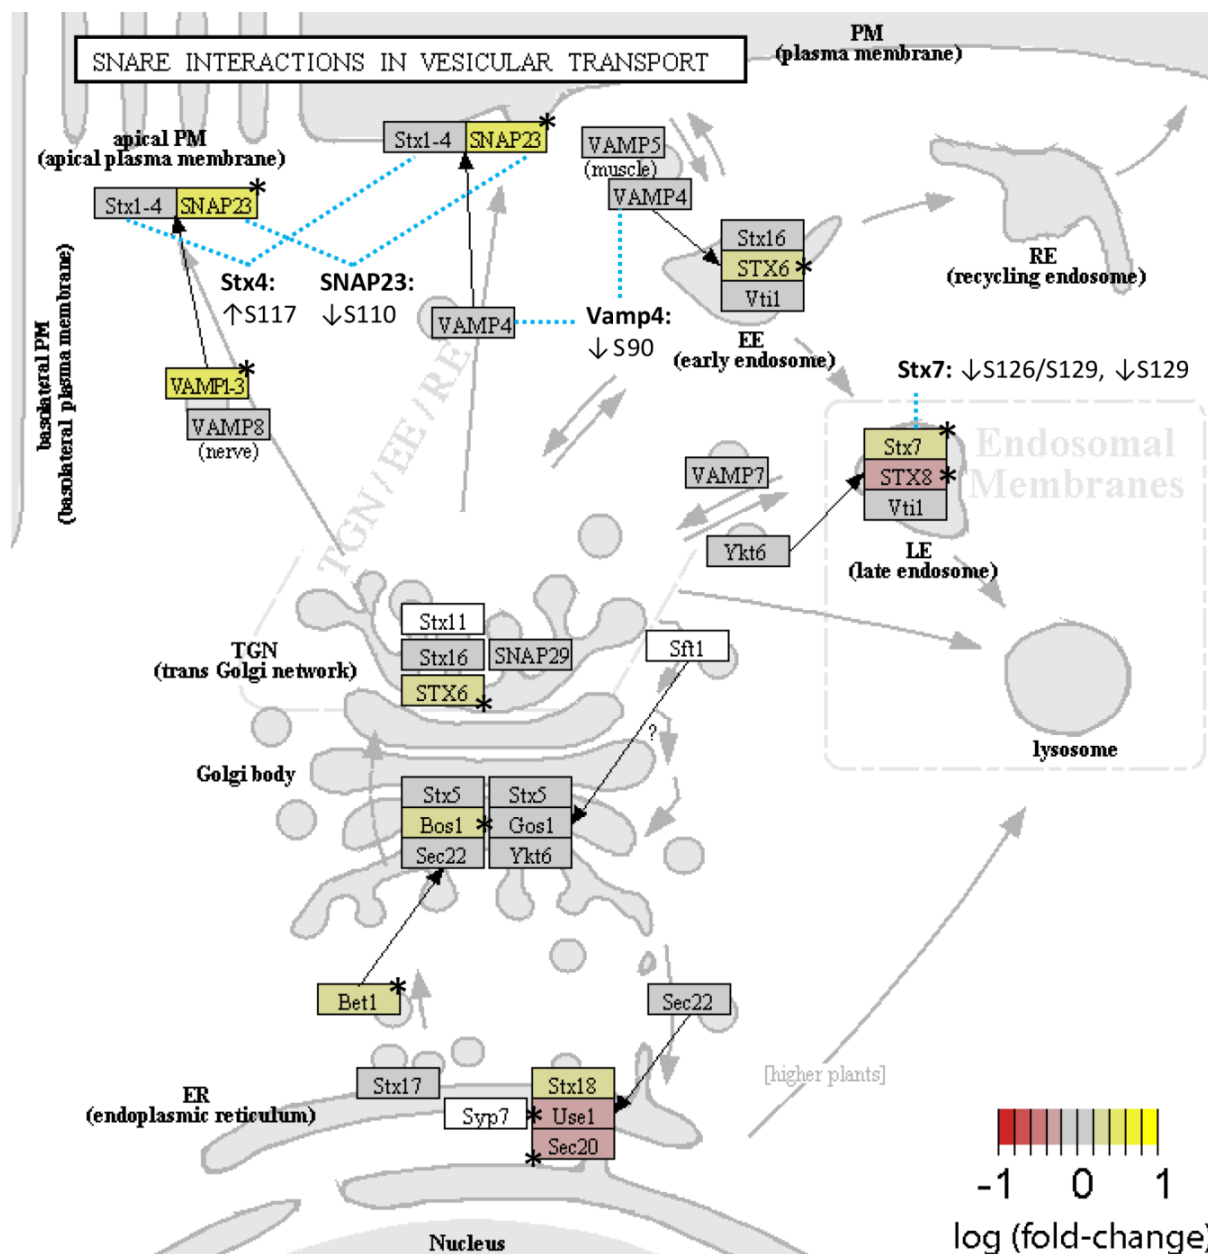 PM
(plasma membrane)
SNARE INTERACTIONS IN VESICULAR TRANSPORT
apical PM
(apical plasma membrane)
Stx1-4 SNAP23 *
VAMP5
(muscle)
VAMP4
Stx1-4 SNAP23 *
Stx16
STX6 *
Vti1
RE
(recycling endosome)
Stx4:
↑S117
SNAP23:
↓S110
VAMP4
Vamp4:
↓ S90
EE
(early endosome)
basolateral PM
(basolateral plasma membrane)
VAMP1-3 *
VAMP8
(nerve)
Stx7: ↓S126/S129, ↓S129
TGN/EE/RE
Endosomal
Membranes
Stx7 *
STX8 *
Vti1
VAMP7
Ykt6
LE
(late endosome)
Stx11
Stx16 SNAP29
STX6 *
Sft1
TGN
(trans Golgi network)
?
lysosome
Golgi body
Stx5 Stx5
Bos1 * Gos1
Sec22 Ykt6
Bet1 *
Sec22
[higher plants]
Stx17
Stx18
ER
(endoplasmic reticulum)
Syp7 * Use1
* Sec20
Nucleus
-1 0 1
log (fold-change)